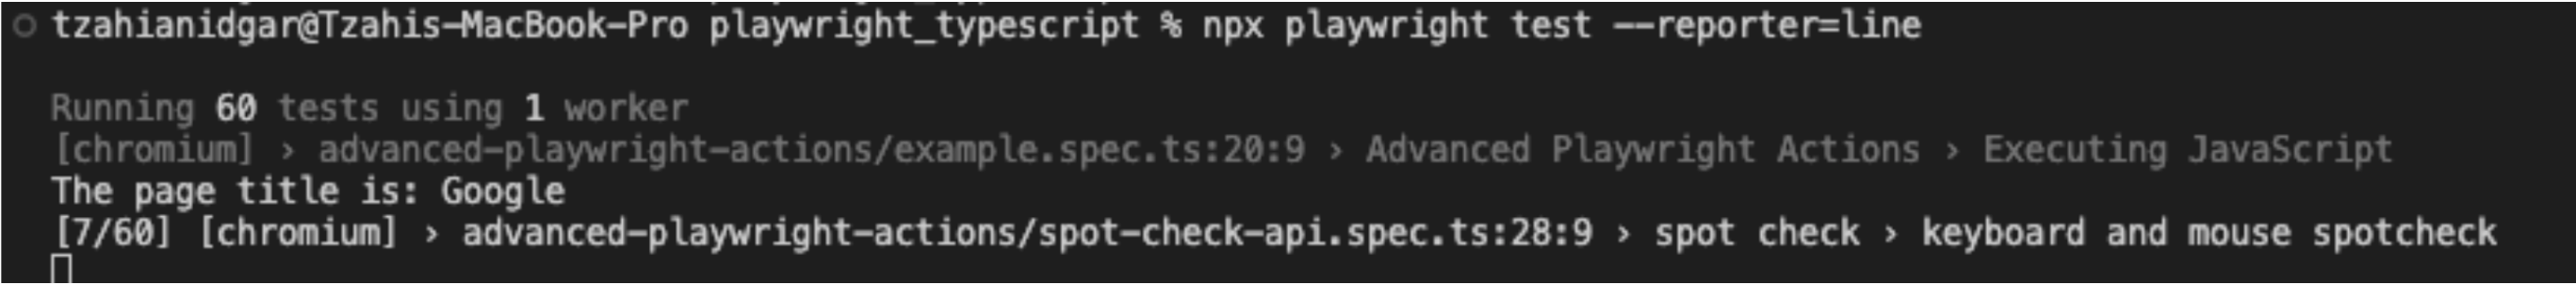 tzahianidgar@Tzahis-MacBook-Pro playwright_typescript % npx playwright test --reporter=line
Running 60 tests using 1 worker
[chromium] › advanced-playwright-actions/example.spec.ts:20:9 › Advanced Playwright Actions › Executing JavaScript
The page title is: Google
[7/60] [chromium] › advanced-playwright-actions/spot-check-api.spec.ts:28:9 › spot check › keyboard and mouse spotcheck